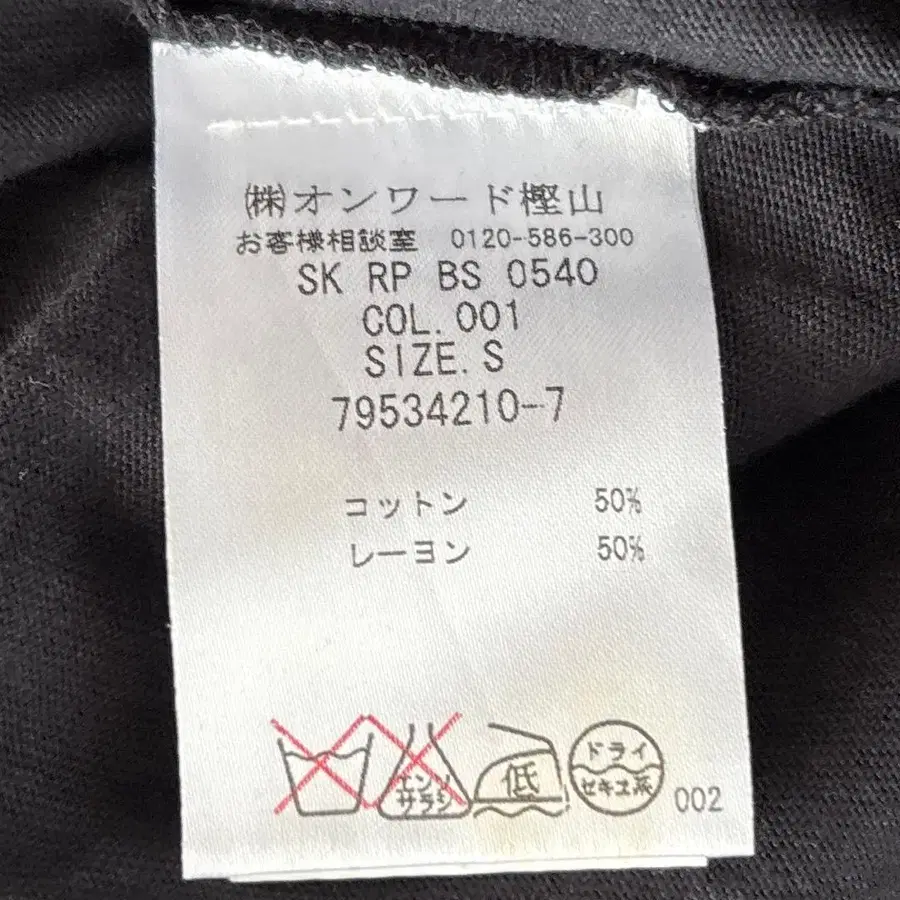 ㈱オンワード樫山
お客様相談室 0120-586-300
SK RP BS 0540
COL. 001
SIZE. S
79534210-7
コットン 50%
レーヨン 50%
エンソ
サラシ
低
ドライ
セキユ系
002